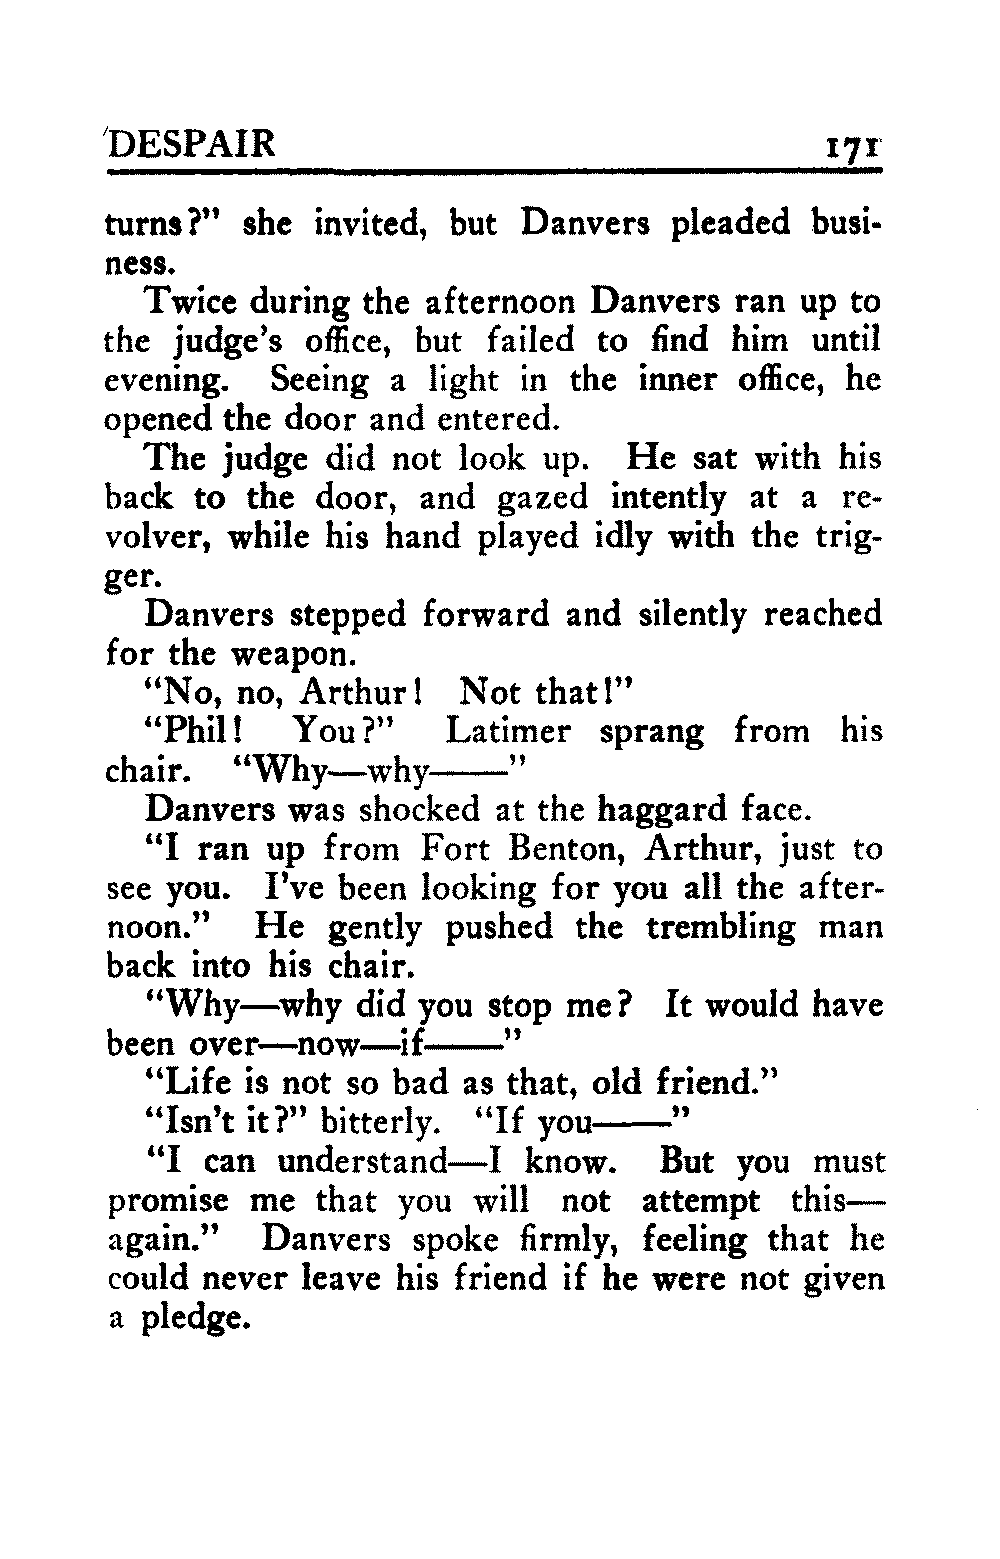 DESPAIR 171
turns?" she invited, but Danvers pleaded busi-
ness.
Twice during the afternoon Danvers ran up to
the judge's office, but failed to find him until
evening. Seeing a light in the inner office, he
opened the door and entered.
The judge did not look up. He sat with his
back to the door, and gazed intently at a re-
volver, while his hand played idly with the trig-
ger.
Danvers stepped forward and silently reached
for the weapon.
"No, no, Arthur! Not that!"
"Phil! You?" Latimer sprang from his
chair. "Why—why——"
Danvers was shocked at the haggard face.
"I ran up from Fort Benton, Arthur, just to
see you. I've been looking for you all the after-
noon." He gently pushed the trembling man
back into his chair.
"Why—why did you stop me? It would have
been over—now—if——"
"Life is not so bad as that, old friend."
"Isn't it?" bitterly. "If you——"
"I can understand—I know. But you must
promise me that you will not attempt this—
again." Danvers spoke firmly, feeling that he
could never leave his friend if he were not given
a pledge.